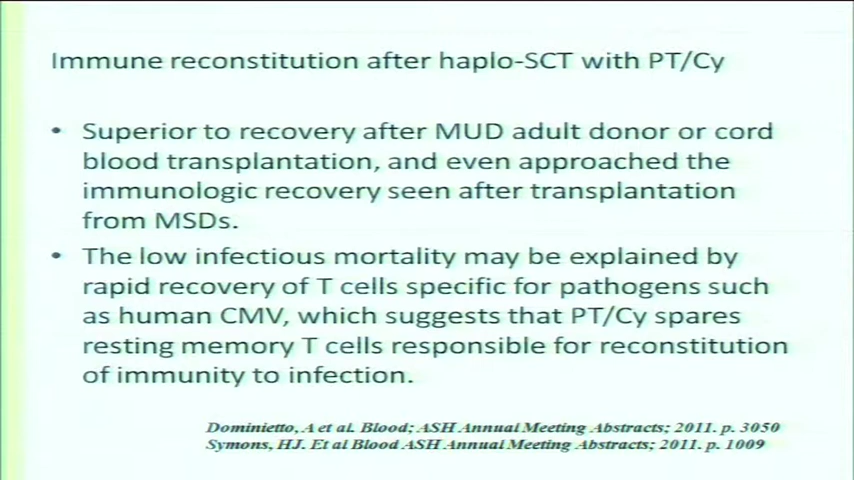 Immune reconstitution after haplo-SCT with PT/Cy
• Superior to recovery after MUD adult donor or cord
blood transplantation, and even approached the
immunologic recovery seen after transplantation
from MSDs.
• The low infectious mortality may be explained by
rapid recovery of T cells specific for pathogens such
as human CMV, which suggests that PT/Cy spares
resting memory T cells responsible for reconstitution
of immunity to infection.
Dominietto, A et al. Blood; ASH Annual Meeting Abstracts; 2011. p. 3050
Symons, HJ. Et al Blood ASH Annual Meeting Abstracts; 2011. p. 1009